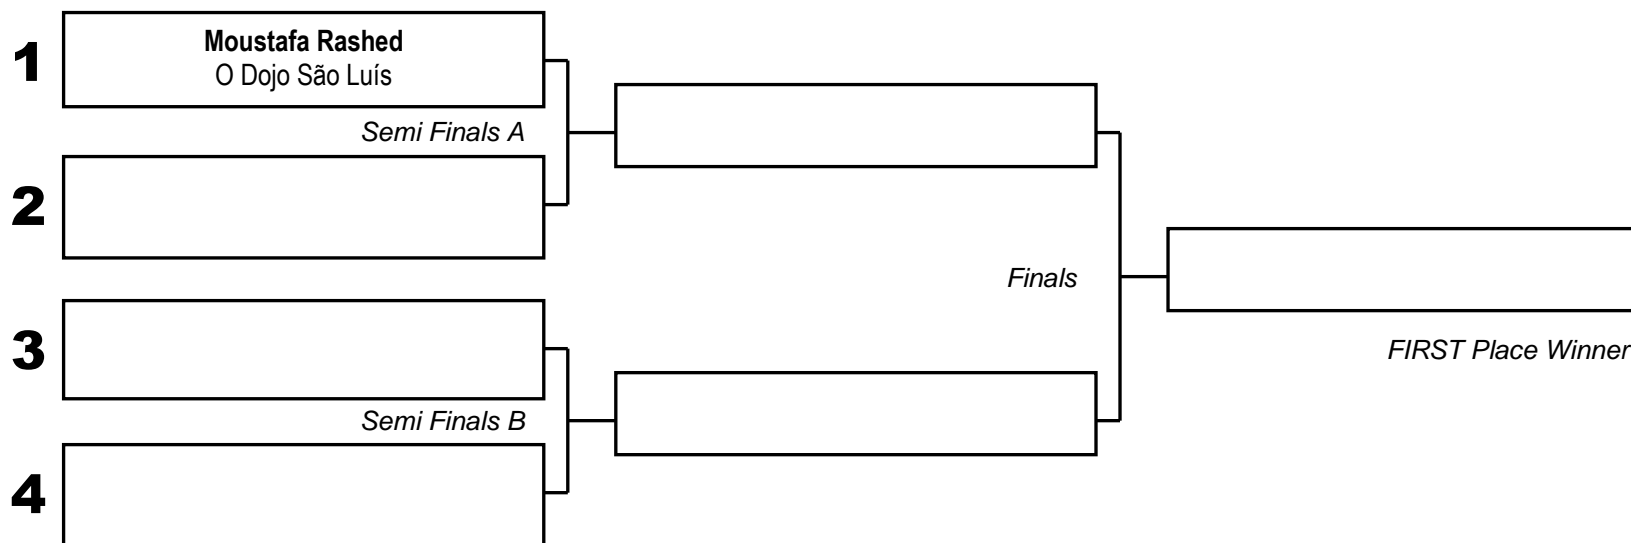 1
Moustafa Rashed
O Dojo São Luís
Semi Finals A
2
Finals
3
FIRST Place Winner
Semi Finals B
4